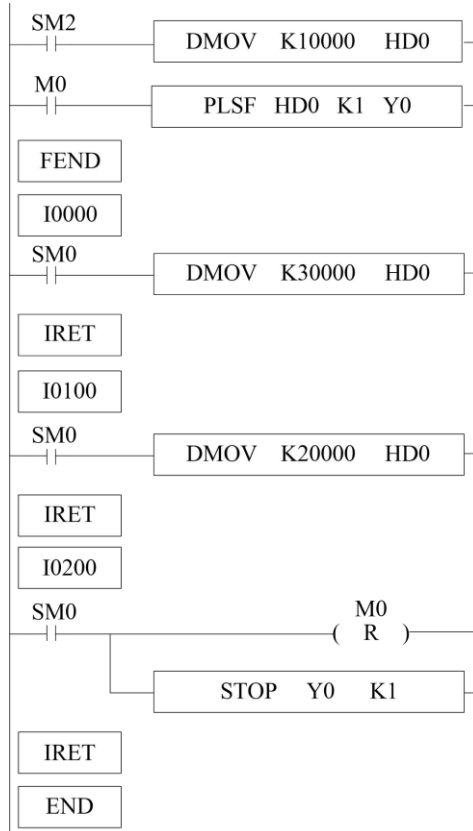 SM2
DMOV K10000 HD0
M0
PLSF HD0 K1 Y0
FEND
I0000
SM0
DMOV K30000 HD0
IRET
I0100
SM0
DMOV K20000 HD0
IRET
I0200
SM0
M0
( R )
STOP Y0 K1
IRET
END